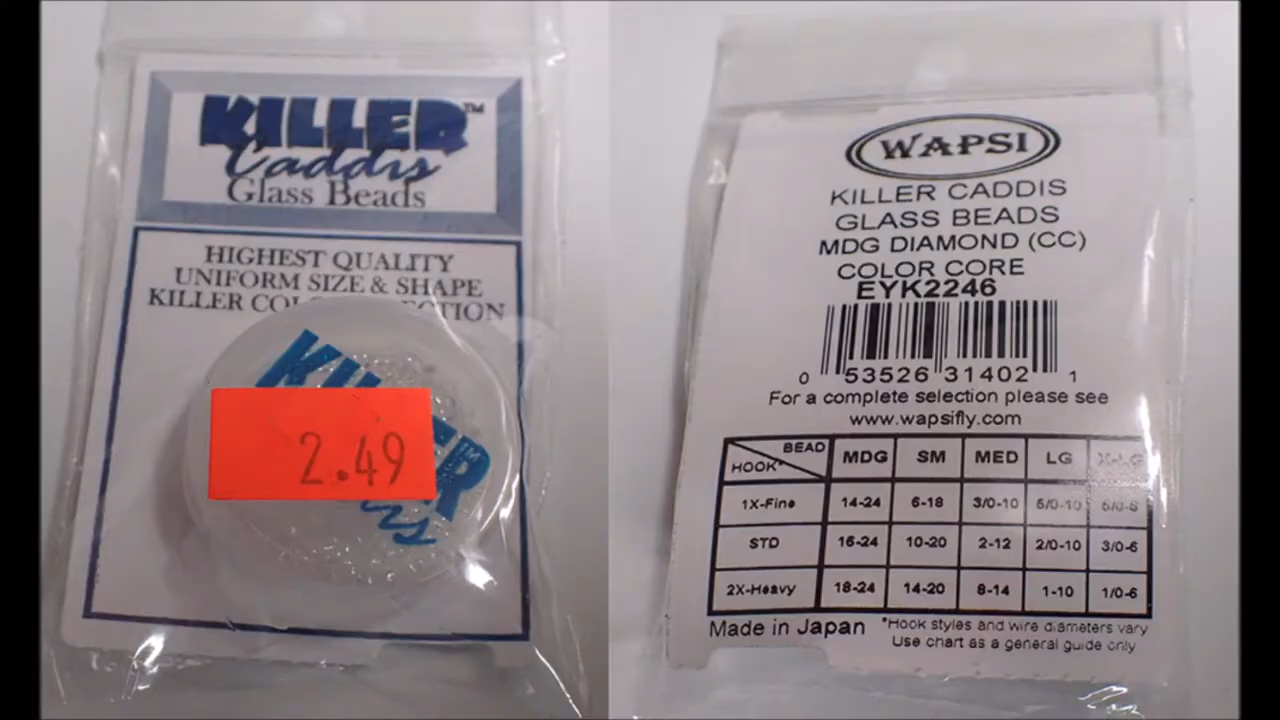 KILLER™
Caddis
Glass Beads
HIGHEST QUALITY
UNIFORM SIZE & SHAPE
KILLER
KILLER
2.49
WAPSI
KILLER CADDIS
GLASS BEADS
MDG DIAMOND (CC)
COLOR CORE
EYK2246
0 53526 31402 1
For a complete selection please see
www.wapsifly.com
BEAD MDG SM MED LG X-LG
HOOK*
1X-Fine 14-24 6-18 3/0-10
STD 16-24 10-20 2-12 2/0-10 3/0-6
2X-Heavy 18-24 14-20 8-14 1-10 1/0-6
Made in Japan *Hook styles and wire diameters vary
Use chart as a general guide only